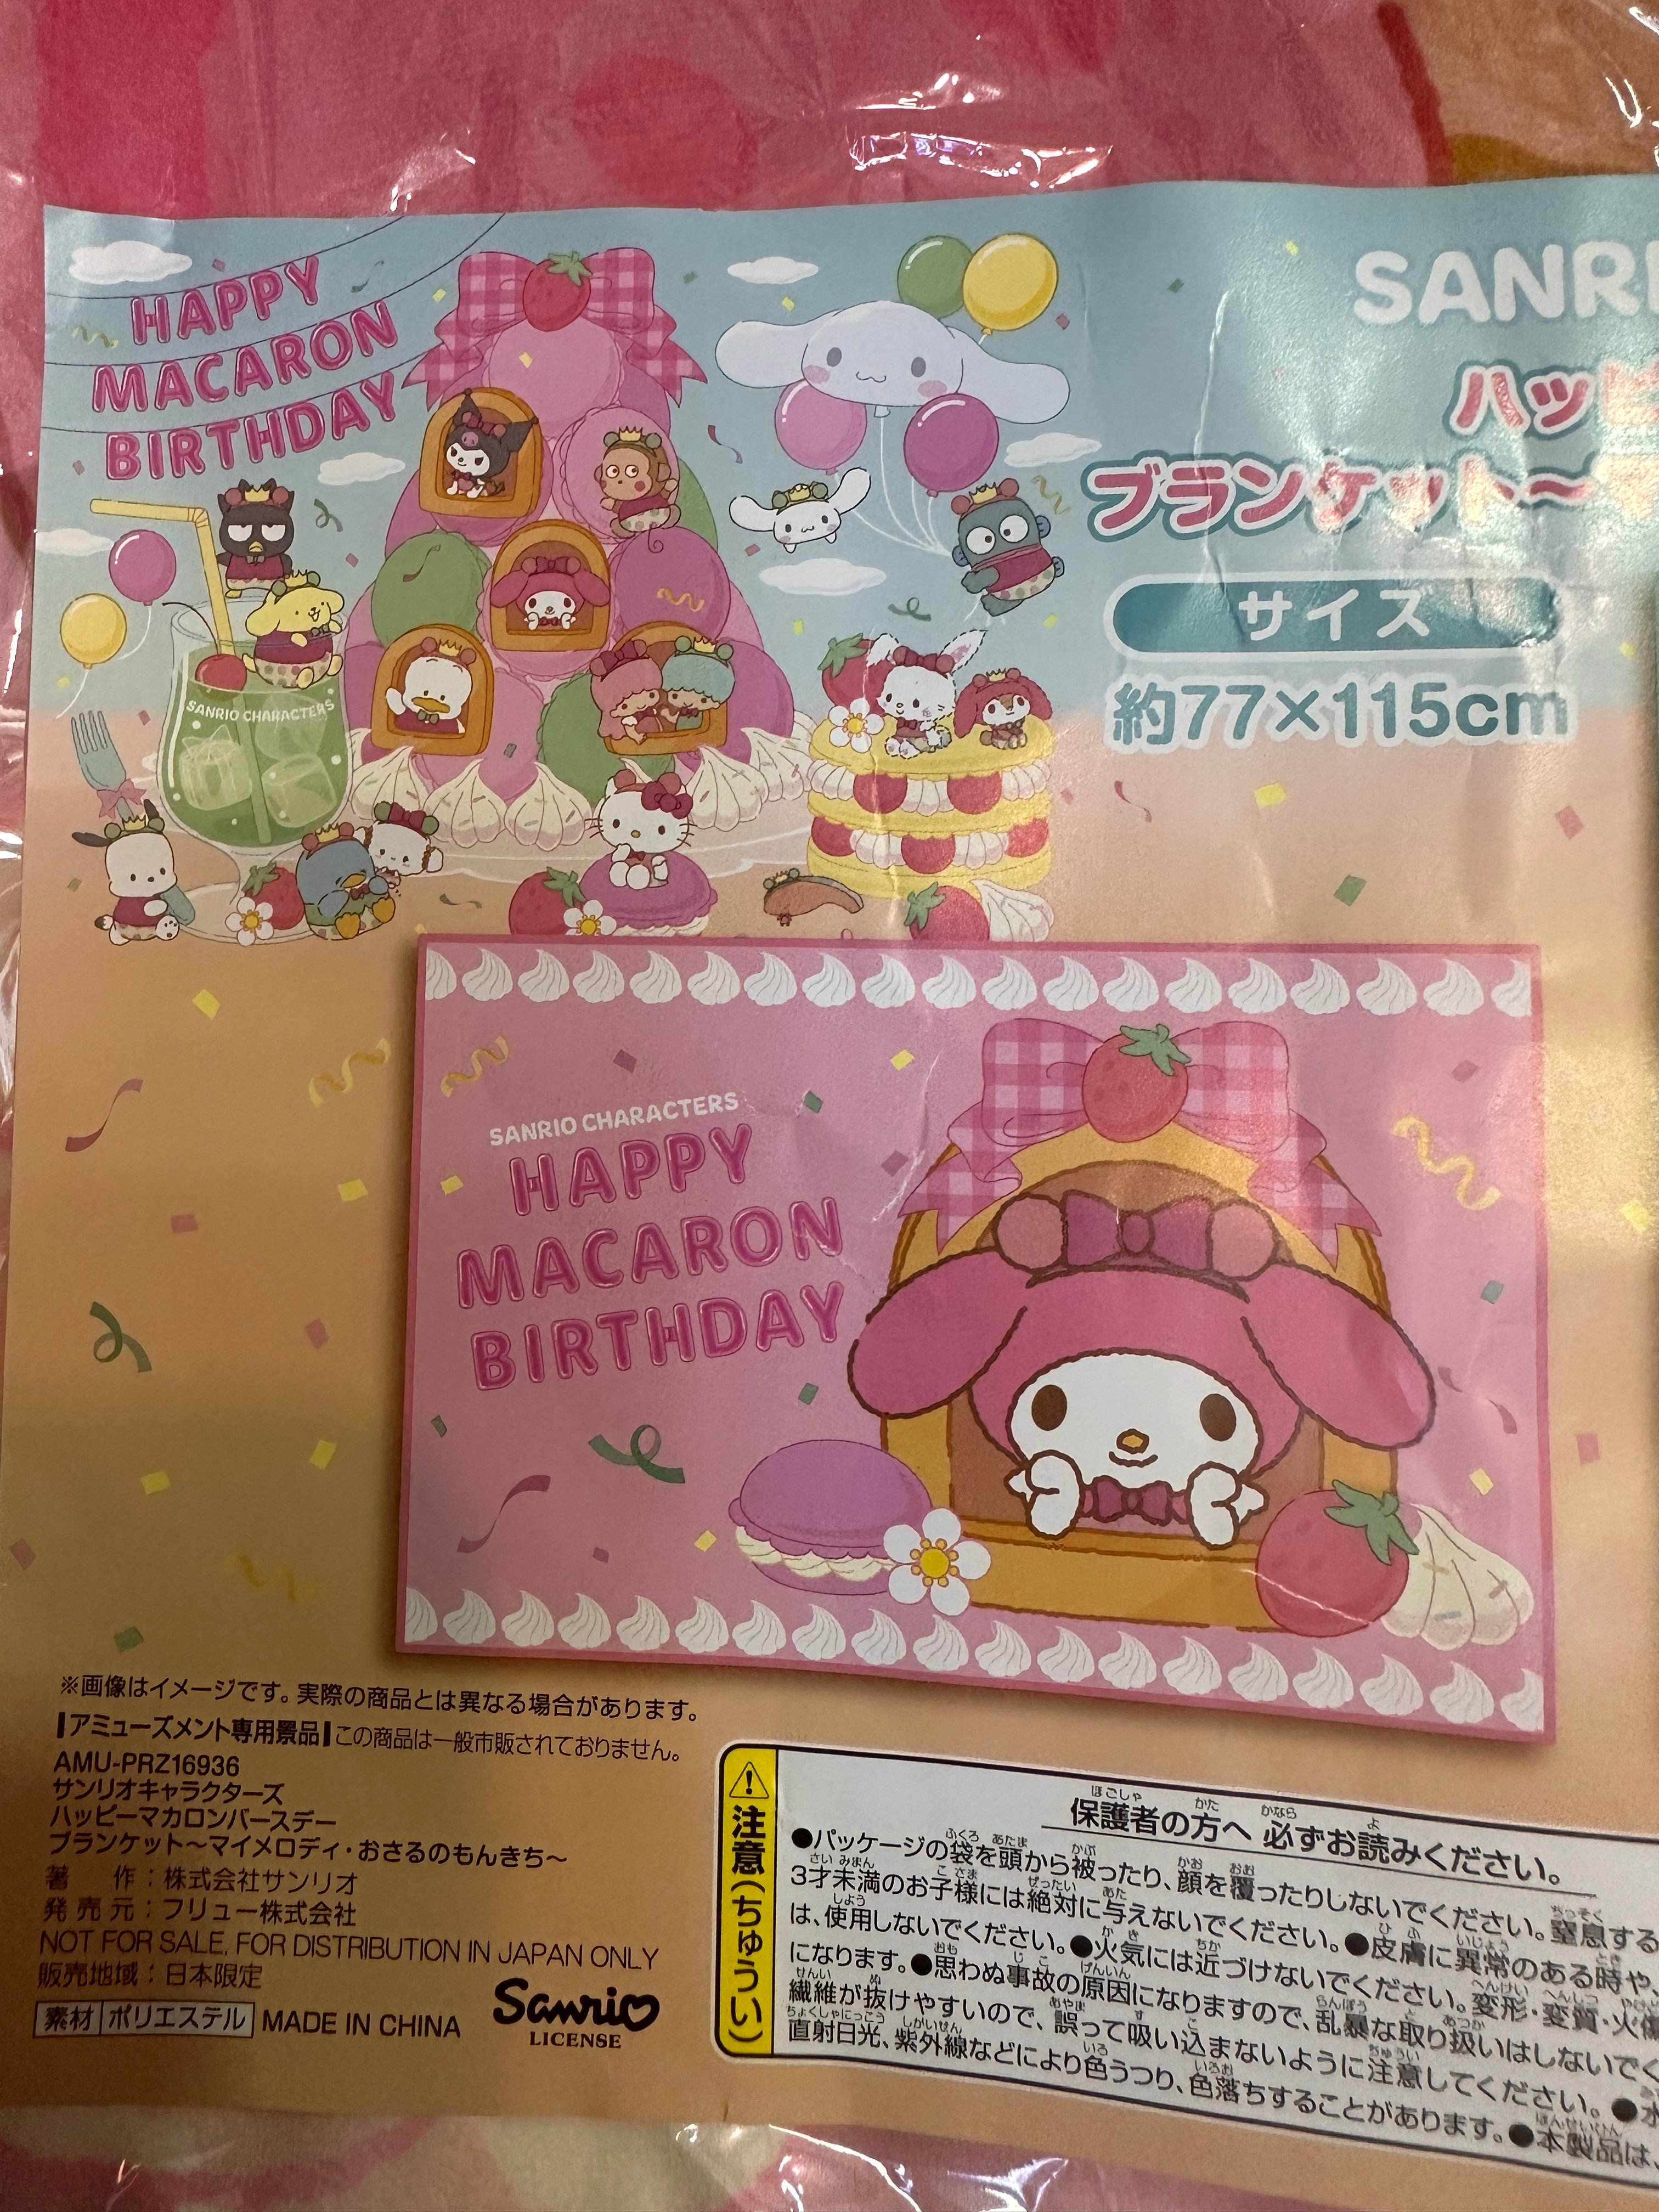 HAPPY
MACARON
BIRTHDAY
SANRIO CHARACTERS
SANRI
ハッピ
ブランケット〜
サイス
約77×115cm
SANRIO CHARACTERS
HAPPY
MACARON
BIRTHDAY
※画像はイメージです。実際の商品とは異なる場合があります。
アミューズメント専用景品 この商品は一般市販されておりません。
AMU-PRZ16936
サンリオキャラクターズ
ハッピーマカロンバースデー
ブランケット〜マイメロディ・おさるのもんきち〜
著 作：株式会社サンリオ
発売元：フリュー株式会社
NOT FOR SALE, FOR DISTRIBUTION IN JAPAN ONLY
販売地域：日本限定
素材 ポリエステル MADE IN CHINA
Sanrio
LICENSE
注意(ちゅうい)
保護者の方へ 必ずお読みください。
●パッケージの袋を頭から被ったり、顔を覆ったりしないでください。窒息する
3才未満のお子様には絶対に与えないでください。●皮膚に異常のある時や、
は、使用しないでください。●火気には近づけないでください。変形・変質・火傷
になります。●思わぬ事故の原因になりますので、乱暴な取り扱いはしないでく
繊維が抜けやすいので、誤って吸い込まないように注意してください。●水
直射日光、紫外線などにより色うつり、色落ちすることがあります。●本製品は、